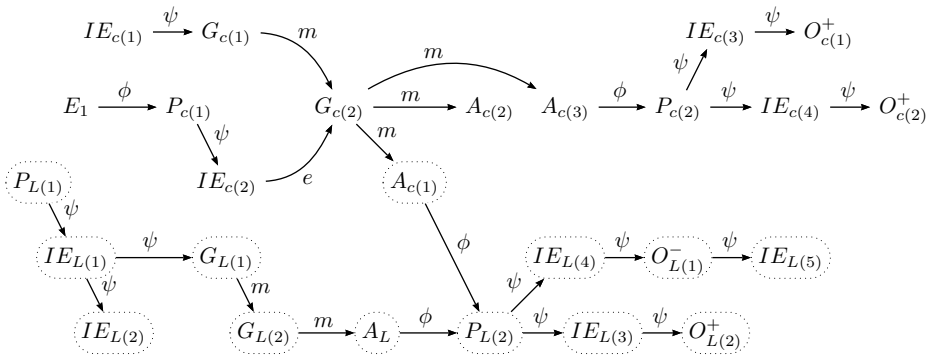 IE_{c(1)} ψ G_{c(1)} m m IE_{c(3)} ψ O^+_{c(1)}
ψ
E_1 ϕ P_{c(1)} G_{c(2)} m A_{c(2)} A_{c(3)} ϕ P_{c(2)} ψ IE_{c(4)} ψ O^+_{c(2)}
ψ m
P_{L(1)} IE_{c(2)} e A_{c(1)}
ψ ϕ
IE_{L(1)} ψ G_{L(1)} IE_{L(4)} ψ O^-_{L(1)} ψ IE_{L(5)}
ψ m ψ
IE_{L(2)} G_{L(2)} m A_L ϕ P_{L(2)} ψ IE_{L(3)} ψ O^+_{L(2)}